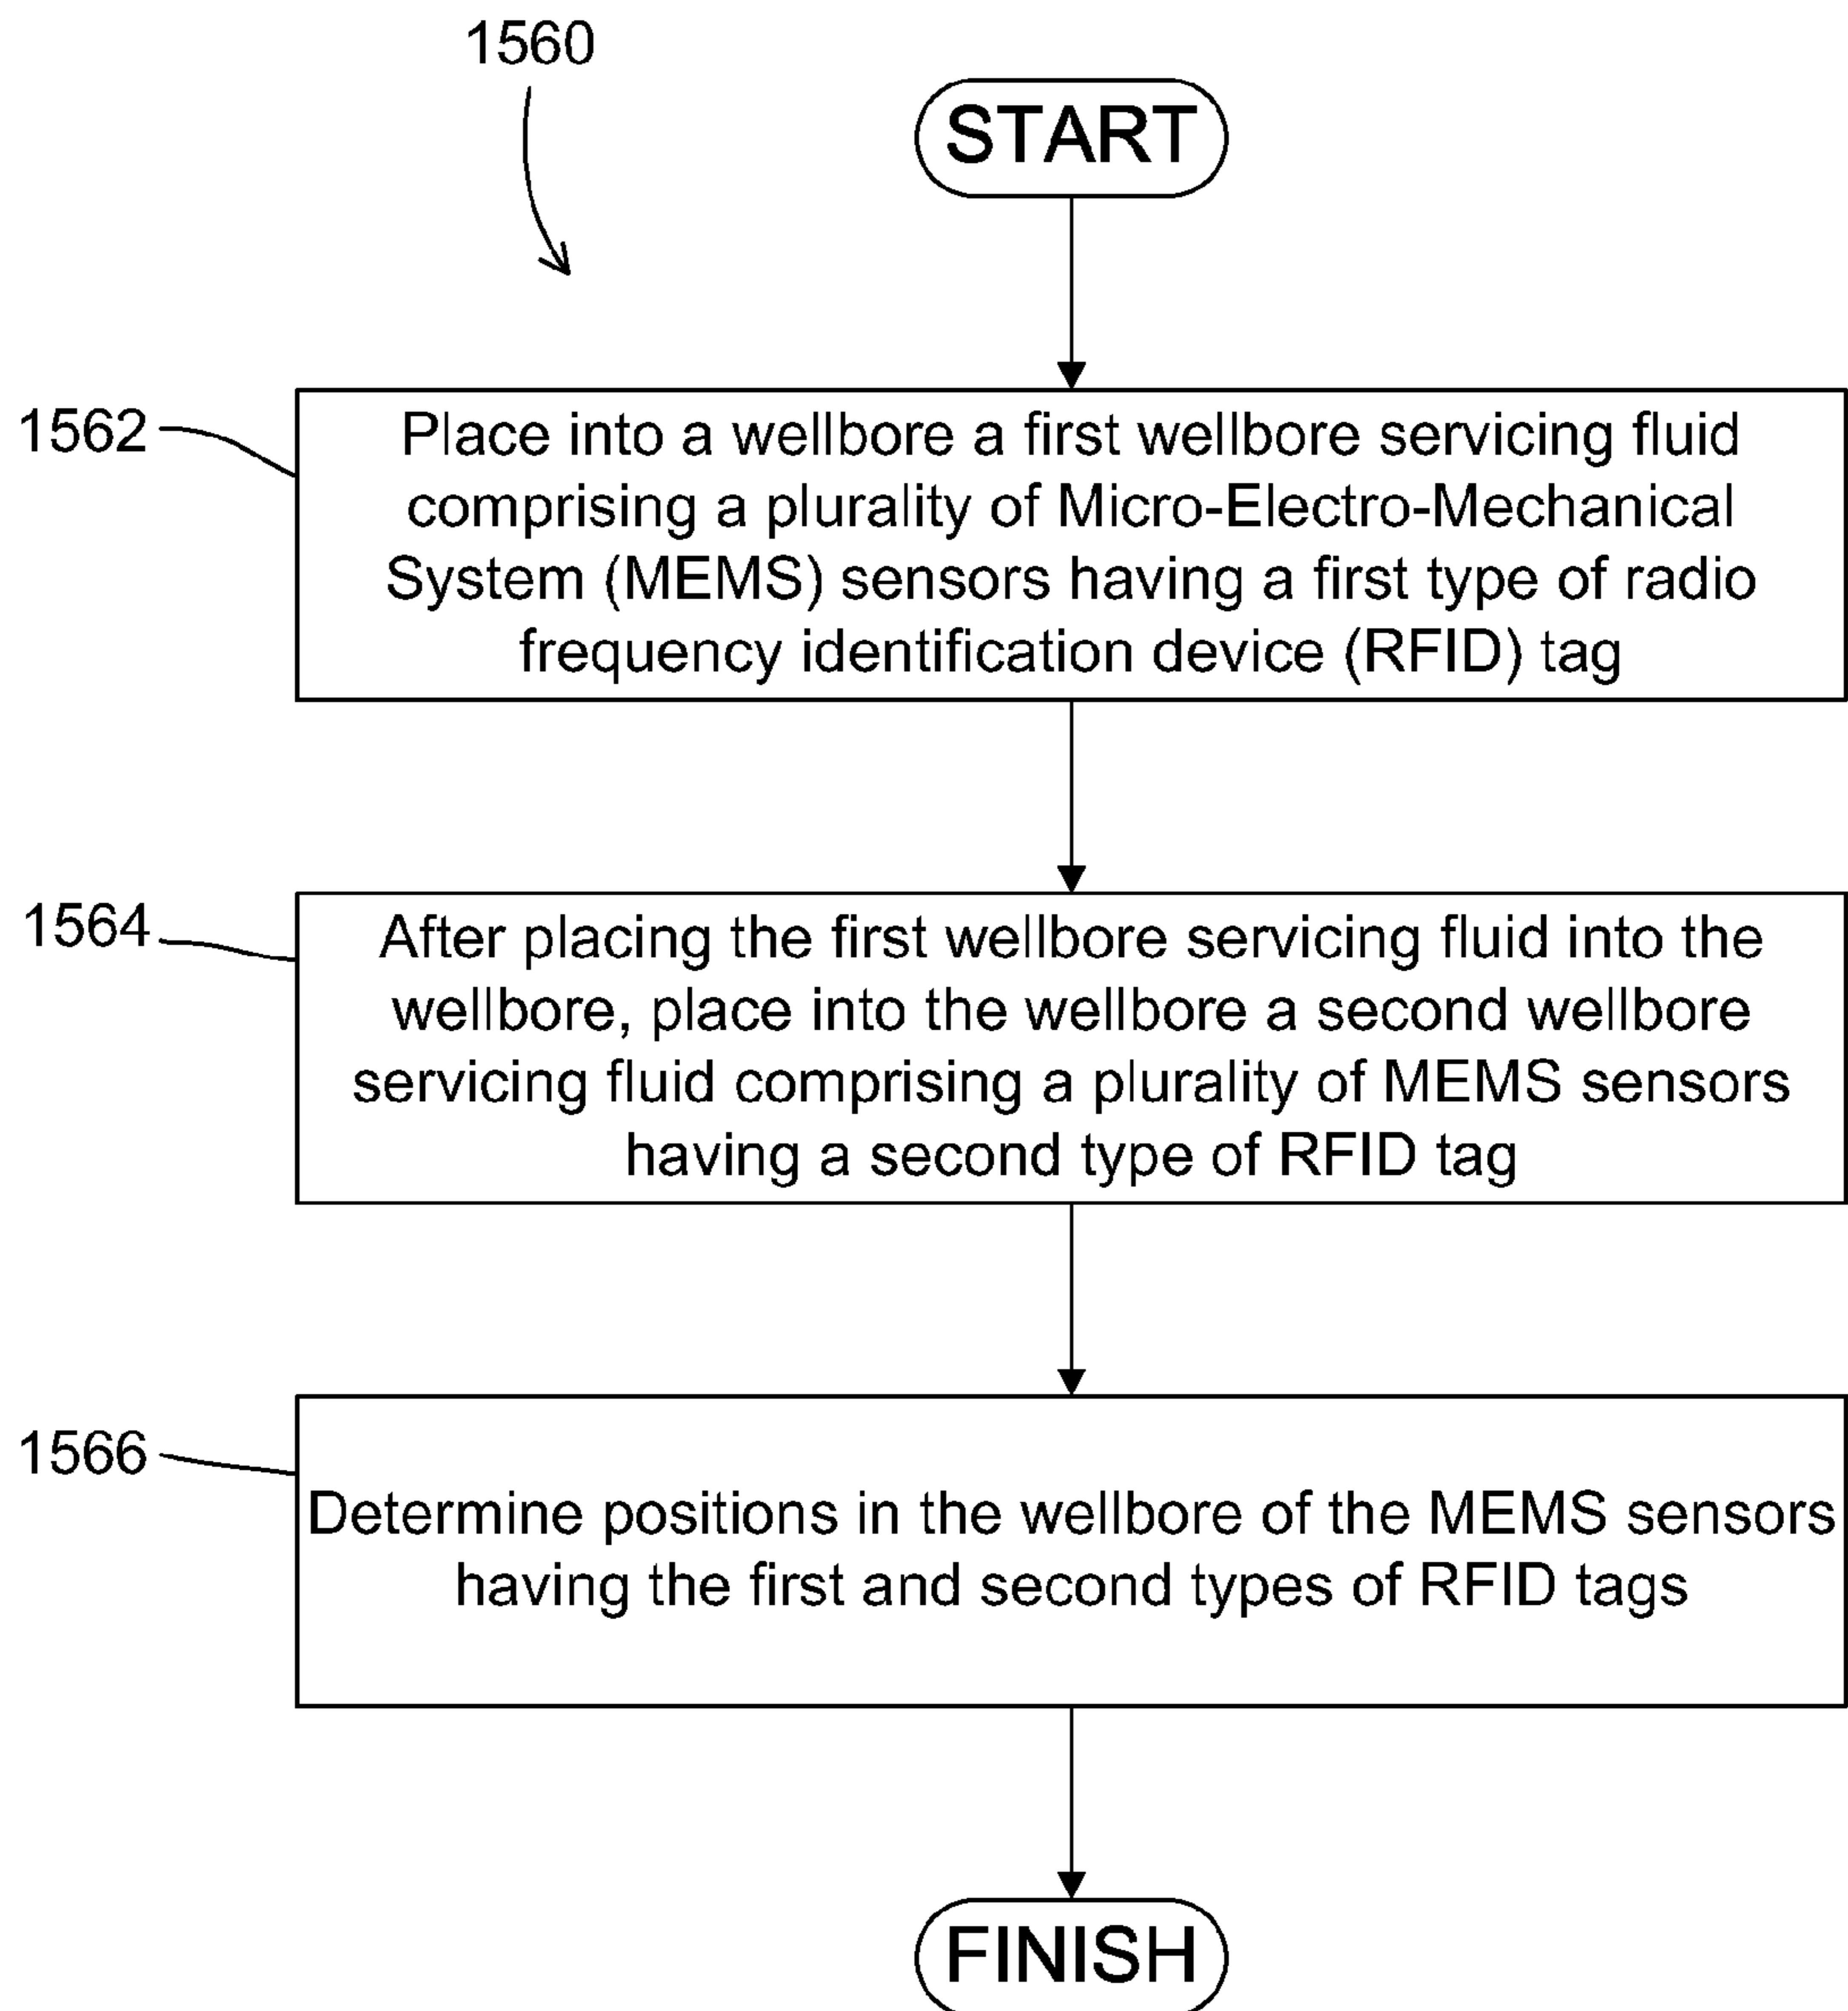 1560
START
1562
Place into a wellbore a first wellbore servicing fluid
comprising a plurality of Micro-Electro-Mechanical
System (MEMS) sensors having a first type of radio
frequency identification device (RFID) tag
1564
After placing the first wellbore servicing fluid into the
wellbore, place into the wellbore a second wellbore
servicing fluid comprising a plurality of MEMS sensors
having a second type of RFID tag
1566
Determine positions in the wellbore of the MEMS sensors
having the first and second types of RFID tags
FINISH